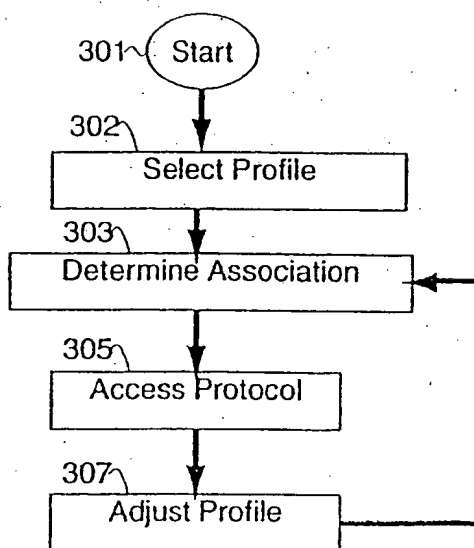 301 Start
302
Select Profile
303
Determine Association
305
Access Protocol
307
Adjust Profile